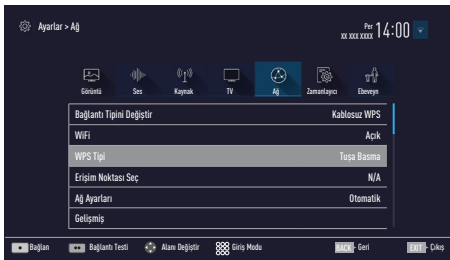 Ayarlar > Ağ
Per
xx xxx xxxx 14:00
Görüntü Ses Kaynak TV Ağ Zamanlayıcı Ebeveyn
Bağlantı Tipini Değiştir Kablosuz WPS
WiFi Açık
WPS Tipi Tuşa Basma
Erişim Noktası Seç N/A
Ağ Ayarları Otomatik
Gelişmiş
Bağlan Bağlantı Testi Alanı Değiştir Giriş Modu BACK - Geri EXIT - Çıkış